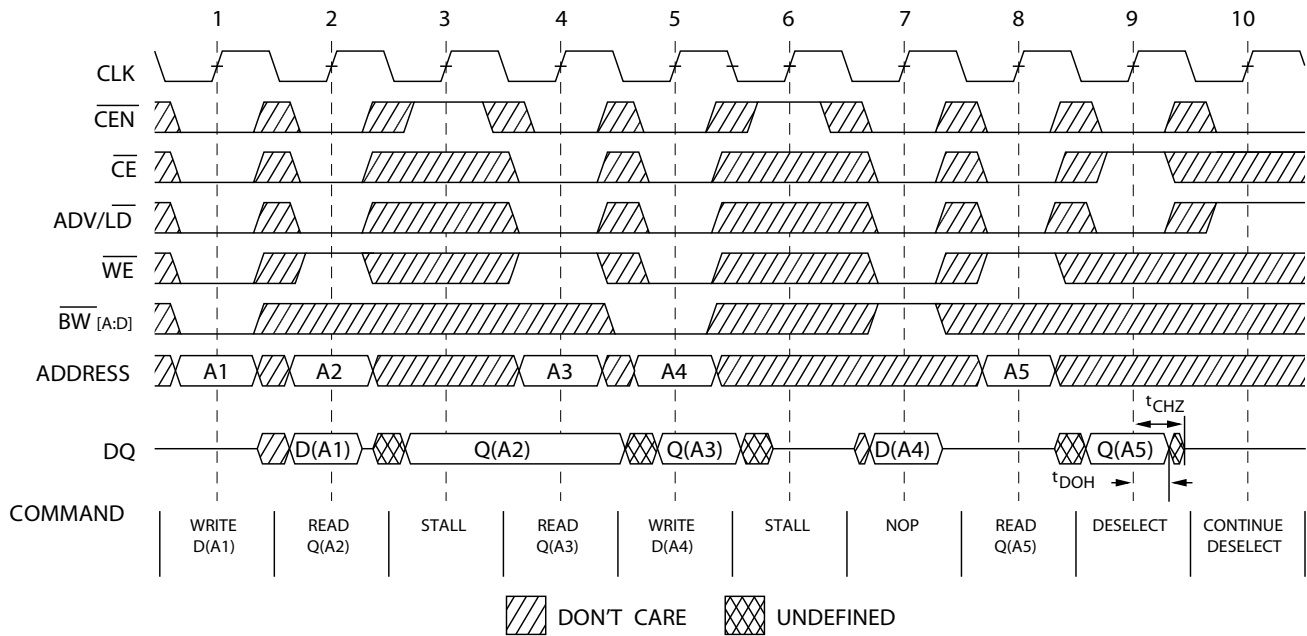 1 2 3 4 5 6 7 8 9 10
CLK
CEN
CE
ADV/LD
WE
BW [A:D]
ADDRESS A1 A2 A3 A4 A5
tCHZ
DQ D(A1) Q(A2) Q(A3) D(A4) Q(A5)
tDOH
COMMAND
WRITE READ STALL READ WRITE STALL NOP READ DESELECT CONTINUE
D(A1) Q(A2) Q(A3) D(A4) Q(A5) DESELECT
DON'T CARE UNDEFINED